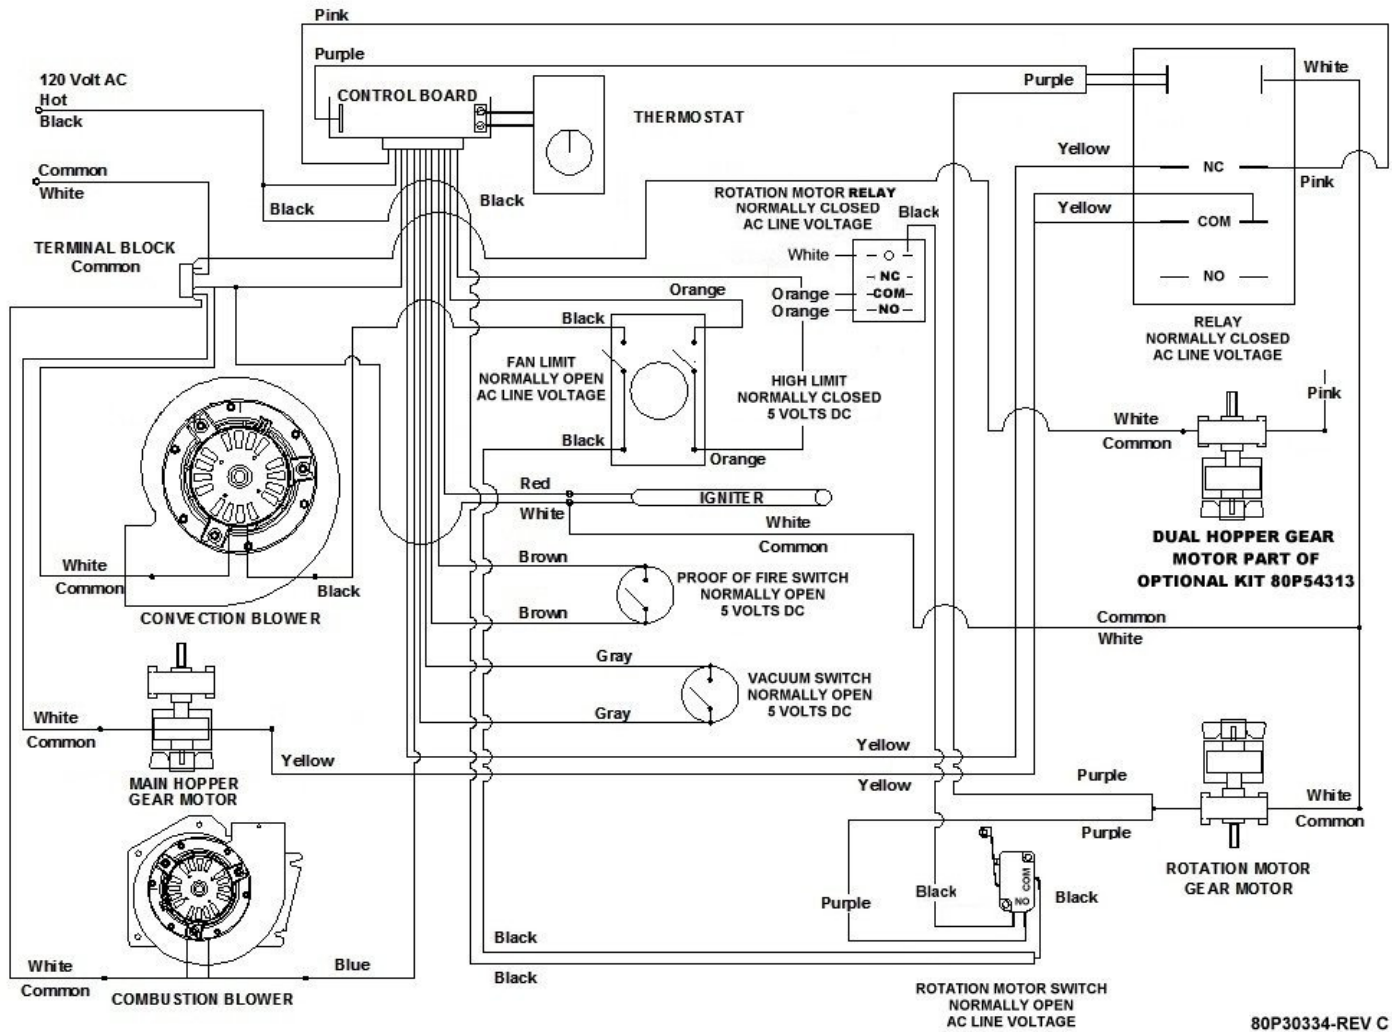 Pink
Purple
120 Volt AC
Hot
Black
CONTROL BOARD
THERMOSTAT
Purple
White
Common
White
Black
Black
TERMINAL BLOCK
Common
ROTATION MOTOR RELAY
NORMALLY CLOSED
AC LINE VOLTAGE
Black
White
NC
Orange
COM
Orange
NO
Yellow
NC
Pink
Yellow
COM
NO
RELAY
NORMALLY CLOSED
AC LINE VOLTAGE
Orange
Black
FAN LIMIT
NORMALLY OPEN
AC LINE VOLTAGE
HIGH LIMIT
NORMALLY CLOSED
5 VOLTS DC
Black
Orange
Pink
White
Common
Red
White
IGNITER
White
Common
DUAL HOPPER GEAR
MOTOR PART OF
OPTIONAL KIT 80P54313
White
Common
Black
CONVECTION BLOWER
Brown
Brown
PROOF OF FIRE SWITCH
NORMALLY OPEN
5 VOLTS DC
Common
White
Gray
Gray
VACUUM SWITCH
NORMALLY OPEN
5 VOLTS DC
White
Common
Yellow
MAIN HOPPER
GEAR MOTOR
Yellow
Yellow
Purple
Purple
White
Common
ROTATION MOTOR
GEAR MOTOR
Purple
Black
COM
NO
Black
Black
Black
White
Common
Blue
COMBUSTION BLOWER
ROTATION MOTOR SWITCH
NORMALLY OPEN
AC LINE VOLTAGE
80P30334-REV C